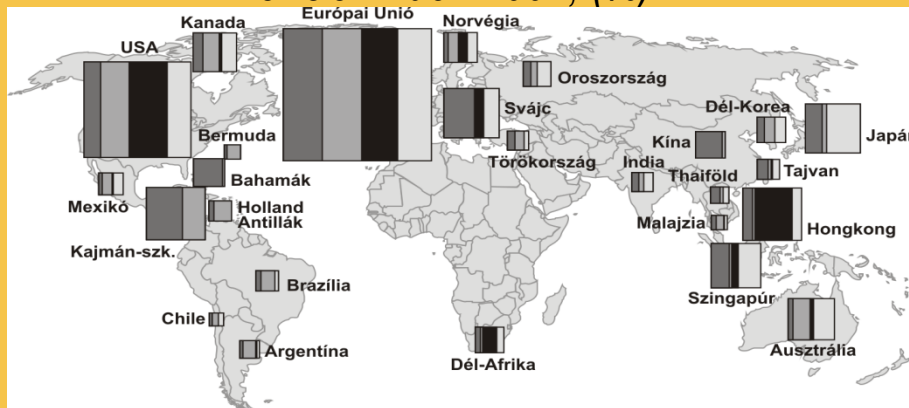 Kanada
Európai Unió
Norvégia
USA
Oroszország
Svájc
Dél-Korea
Bermuda
Kína
Törökország
India
Tajvan
Bahamák
Thaiföld
Mexikó
Holland
Antillák
Malajzia
Hongkong
Kajmán-szk.
Brazília
Szingapúr
Chile
Argentína
Dél-Afrika
Ausztrália